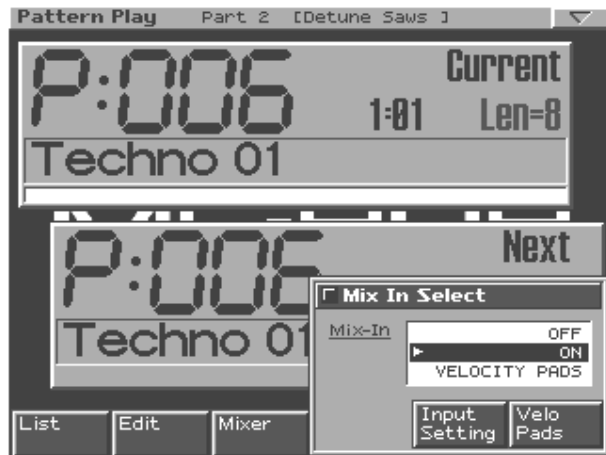 Pattern Play Part 2 [Detune Saws ]
P:006 Current
1:01 Len=8
Techno 01
P:006 Next
Techno 01
Mix In Select
Mix-In
OFF
ON
VELOCITY PADS
List
Edit
Mixer
Input Setting
Velo Pads